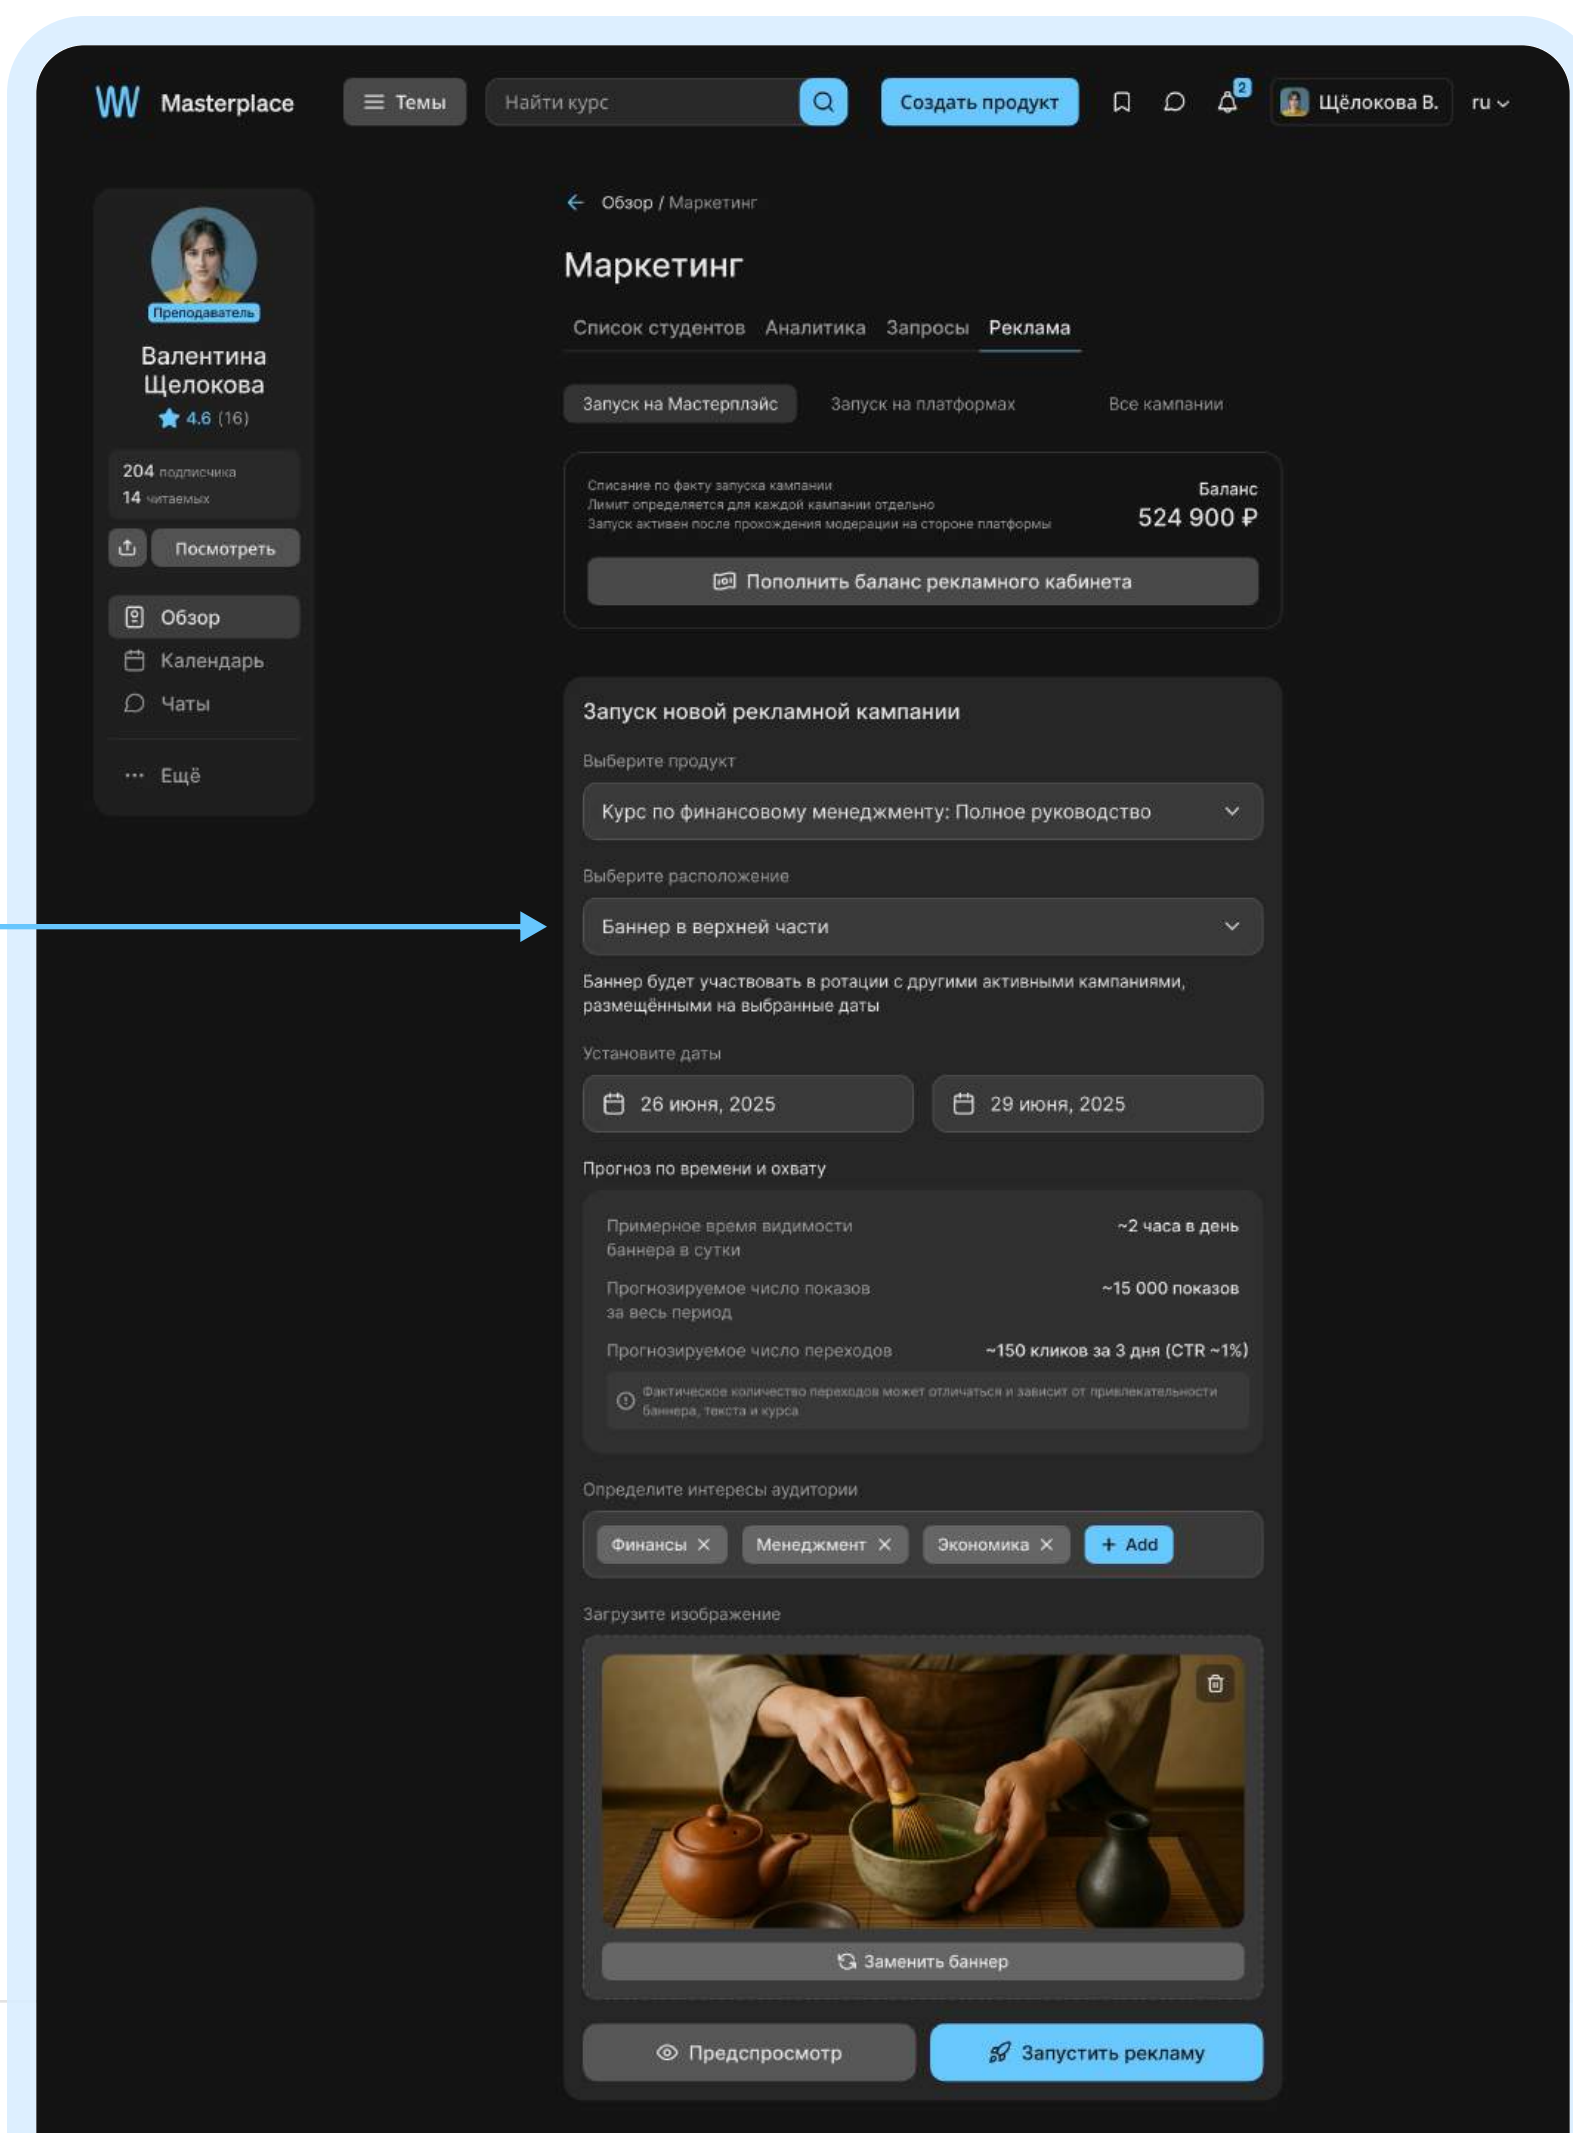 Masterplace
Темы
Найти курс
Создать продукт
2
Щёлокова В.
ru
Преподаватель
Валентина
Щелокова
4.6 (16)
204 подписчика
14 читаемых
Посмотреть
Обзор
Календарь
Чаты
Ещё
Обзор / Маркетинг
Маркетинг
Список студентов Аналитика Запросы Реклама
Запуск на Мастерплэйс Запуск на платформах Все кампании
Списание по факту запуска кампании
Лимит определяется для каждой кампании отдельно
Запуск активен после прохождения модерации на стороне платформы
Баланс
524 900 ₽
Пополнить баланс рекламного кабинета
Запуск новой рекламной кампании
Выберите продукт
Курс по финансовому менеджменту: Полное руководство
Выберите расположение
Баннер в верхней части
Баннер будет участвовать в ротации с другими активными кампаниями,
размещёнными на выбранные даты
Установите даты
26 июня, 2025
29 июня, 2025
Прогноз по времени и охвату
Примерное время видимости
баннера в сутки
~2 часа в день
Прогнозируемое число показов
за весь период
~15 000 показов
Прогнозируемое число переходов
~150 кликов за 3 дня (CTR ~1%)
Фактическое количество переходов может отличаться и зависит от привлекательности
баннера, текста и курса
Определите интересы аудитории
Финансы
Менеджмент
Экономика
+ Add
Загрузите изображение
Заменить баннер
Предспросмотр
Запустить рекламу